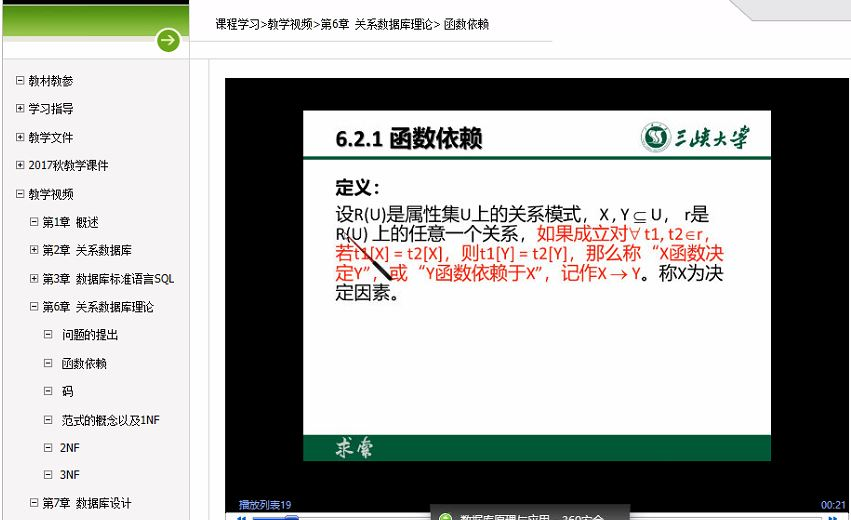 课程学习>教学视频>第6章 关系数据库理论> 函数依赖
教材教参
学习指导
教学文件
2017秋教学课件
教学视频
第1章 概述
第2章 关系数据库
第3章 数据库标准语言SQL
第6章 关系数据库理论
问题的提出
函数依赖
码
范式的概念以及1NF
2NF
3NF
第7章 数据库设计
6.2.1 函数依赖
三峡大学
定义：
设R(U)是属性集U上的关系模式，X , Y ⊆ U， r是
R(U) 上的任意一个关系，如果成立对∀ t1, t2∈r，
若t1[X] = t2[X]，则t1[Y] = t2[Y]，那么称“X函数决
定Y”，或“Y函数依赖于X”，记作X → Y。称X为决
定因素。
求索
播放列表19
00:21
数据库原理与应用 - 360安全